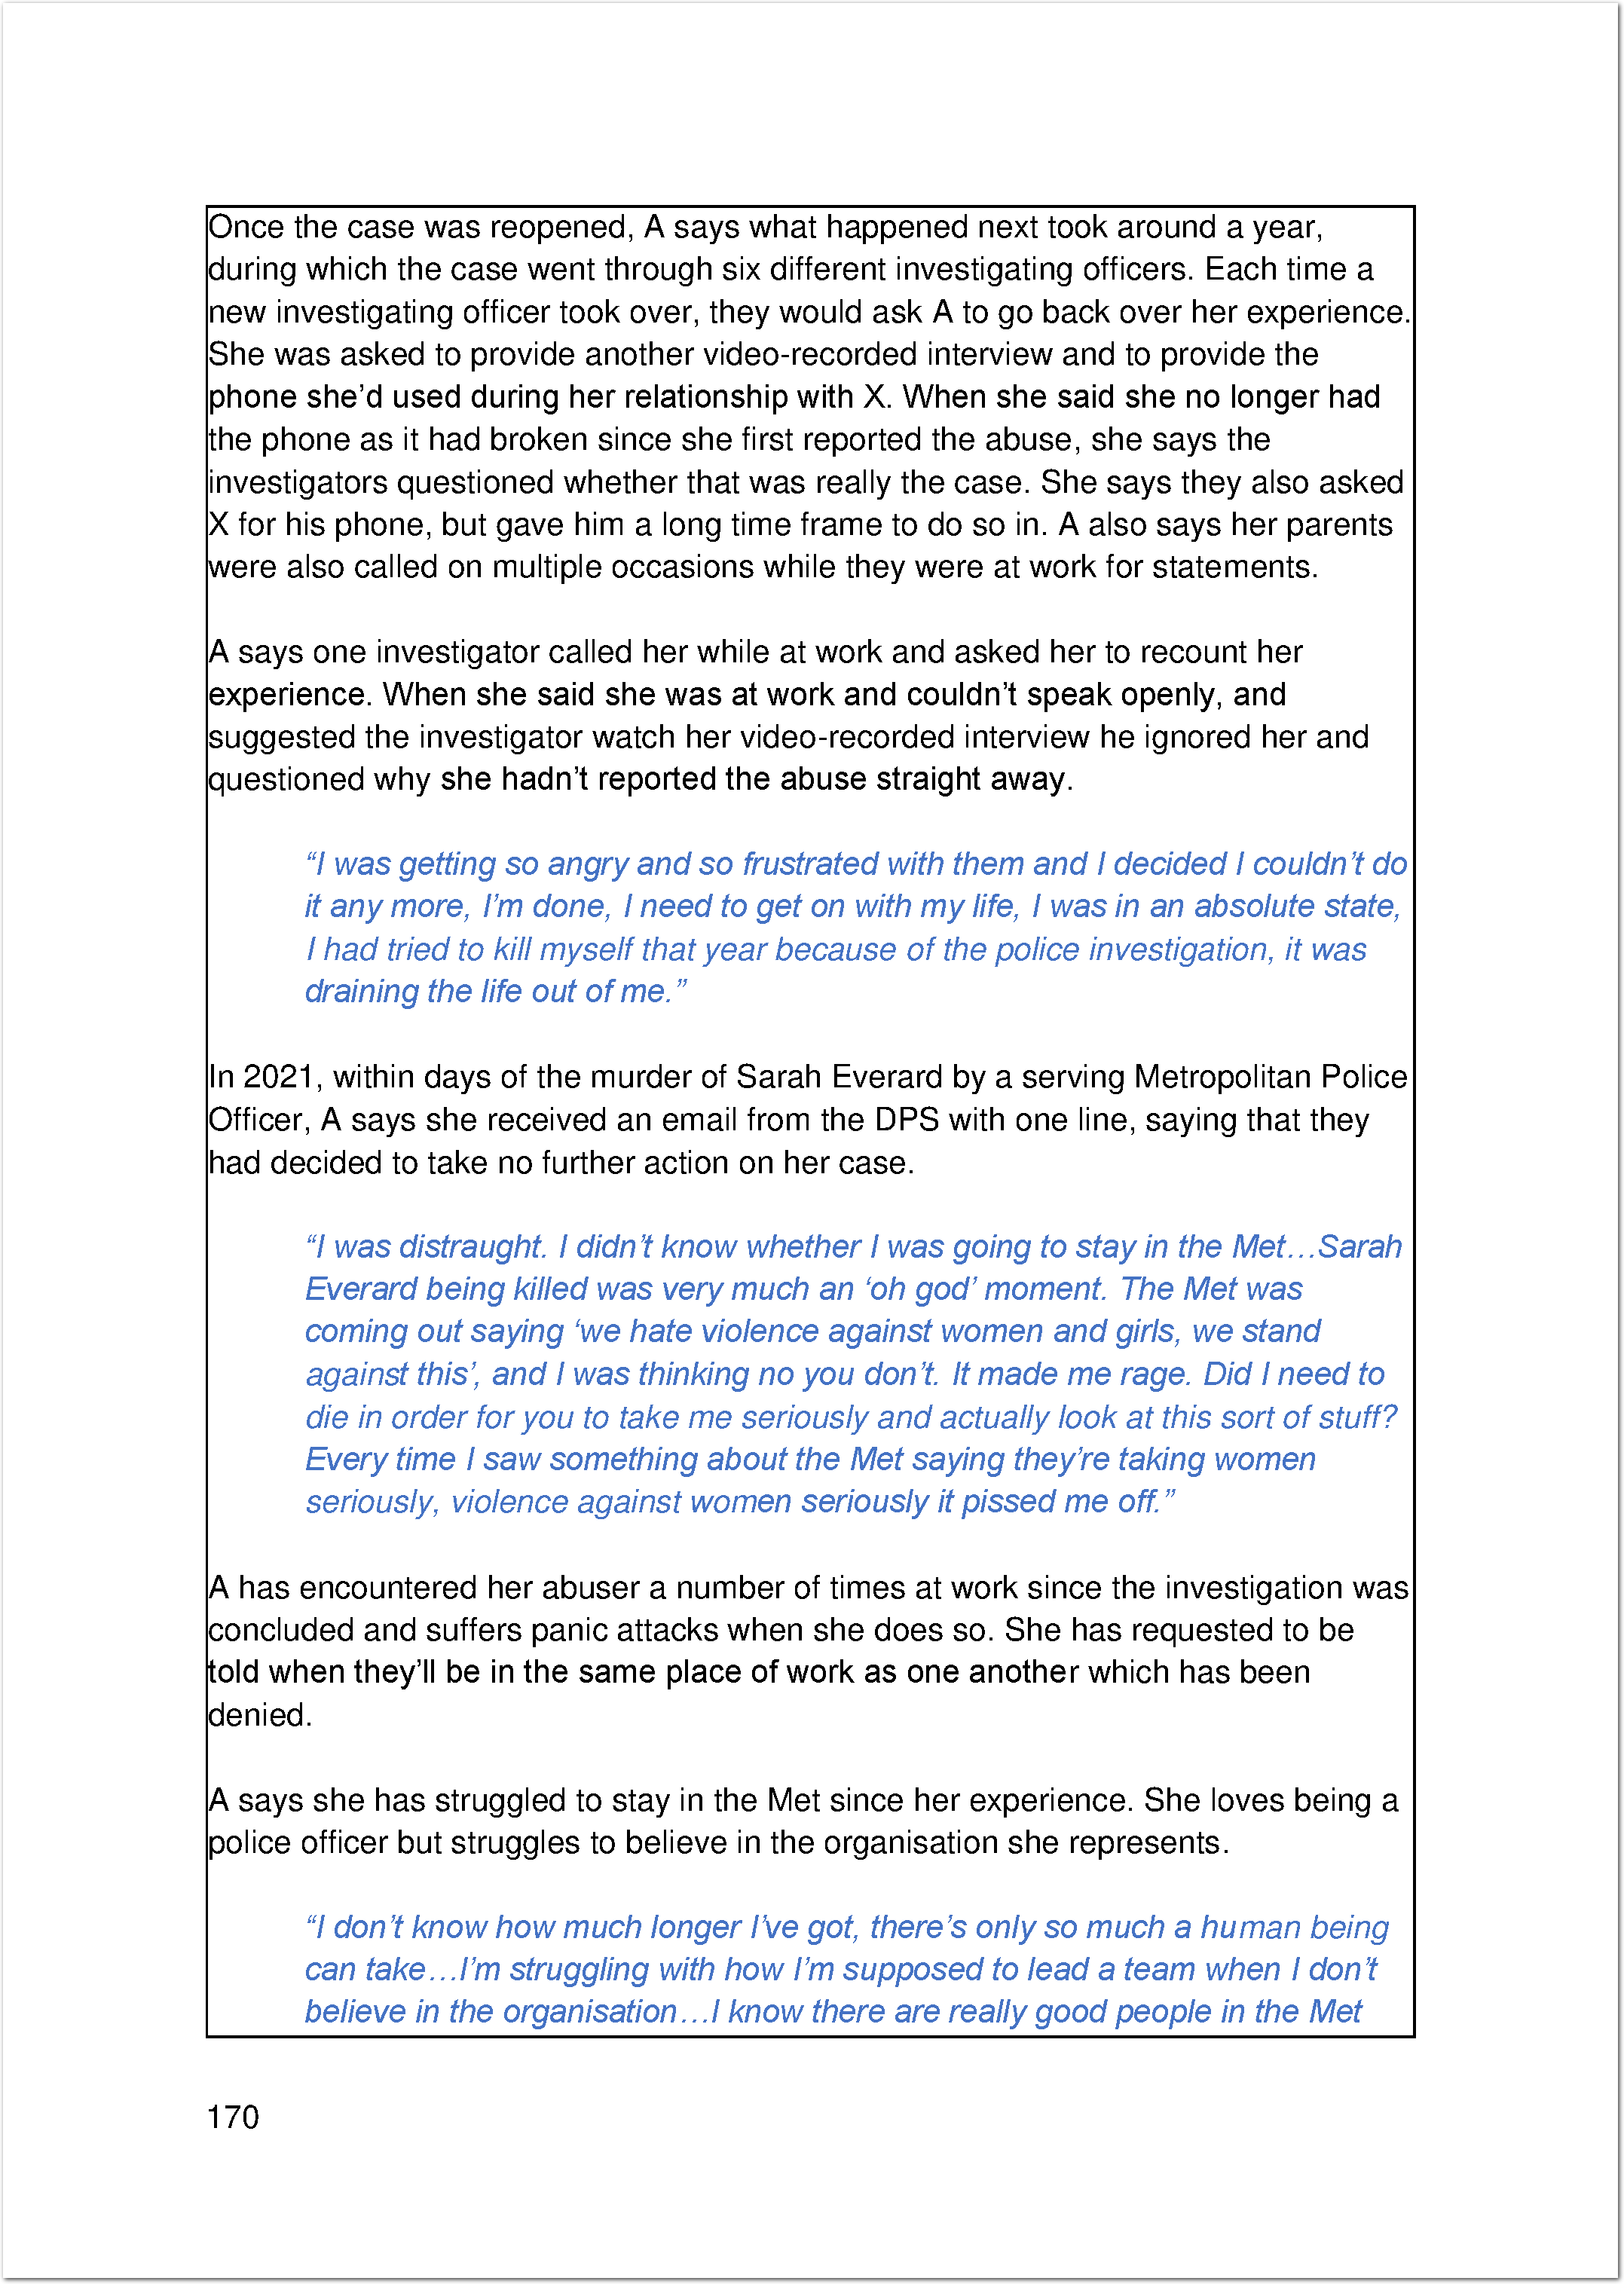 Once the case was reopened, A says what happened next took around a year,
during which the case went through six different investigating officers. Each time a
new investigating officer took over, they would ask A to go back over her experience.
She was asked to provide another video-recorded interview and to provide the
phone she’d used during her relationship with X. When she said she no longer had
the phone as it had broken since she first reported the abuse, she says the
investigators questioned whether that was really the case. She says they also asked
X for his phone, but gave him a long time frame to do so in. A also says her parents
were also called on multiple occasions while they were at work for statements.
A says one investigator called her while at work and asked her to recount her
experience. When she said she was at work and couldn’t speak openly, and
suggested the investigator watch her video-recorded interview he ignored her and
questioned why she hadn’t reported the abuse straight away.
“I was getting so angry and so frustrated with them and I decided I couldn’t do
it any more, I’m done, I need to get on with my life, I was in an absolute state,
I had tried to kill myself that year because of the police investigation, it was
draining the life out of me.”
In 2021, within days of the murder of Sarah Everard by a serving Metropolitan Police
Officer, A says she received an email from the DPS with one line, saying that they
had decided to take no further action on her case.
“I was distraught. I didn’t know whether I was going to stay in the Met…Sarah
Everard being killed was very much an ‘oh god’ moment. The Met was
coming out saying ‘we hate violence against women and girls, we stand
against this’, and I was thinking no you don’t. It made me rage. Did I need to
die in order for you to take me seriously and actually look at this sort of stuff?
Every time I saw something about the Met saying they’re taking women
seriously, violence against women seriously it pissed me off.”
A has encountered her abuser a number of times at work since the investigation was
concluded and suffers panic attacks when she does so. She has requested to be
told when they’ll be in the same place of work as one another which has been
denied.
A says she has struggled to stay in the Met since her experience. She loves being a
police officer but struggles to believe in the organisation she represents.
“I don’t know how much longer I’ve got, there’s only so much a human being
can take…I’m struggling with how I’m supposed to lead a team when I don’t
believe in the organisation…I know there are really good people in the Met
170